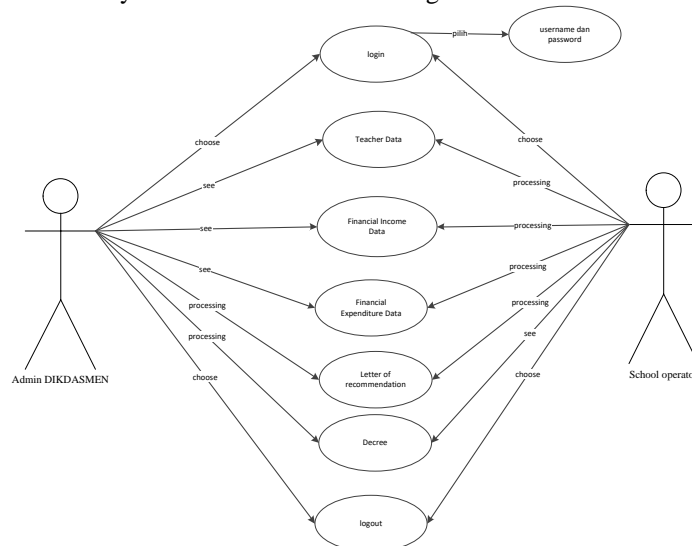 login
pilih
username dan
password
choose
choose
Teacher Data
see
processing
Financial Income
Data
see
processing
Financial
Expenditure Data
see
processing
processing
processing
Letter of
recommendation
processing
see
Decree
choose
choose
logout
Admin DIKDASMEN
School operato